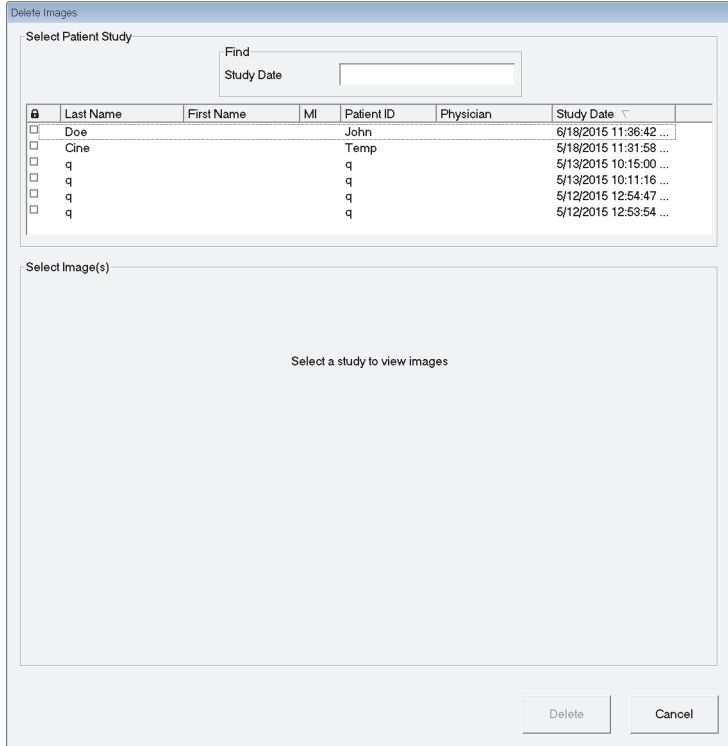 Delete Images
Select Patient Study
Find
Study Date
Last Name First Name MI Patient ID Physician Study Date
Doe John 6/18/2015 11:36:42 ...
Cine Temp 5/18/2015 11:31:58 ...
q q 5/13/2015 10:15:00 ...
q q 5/13/2015 10:11:16 ...
q q 5/12/2015 12:54:47 ...
q q 5/12/2015 12:53:54 ...
Select Image(s)
Select a study to view images
Delete Cancel